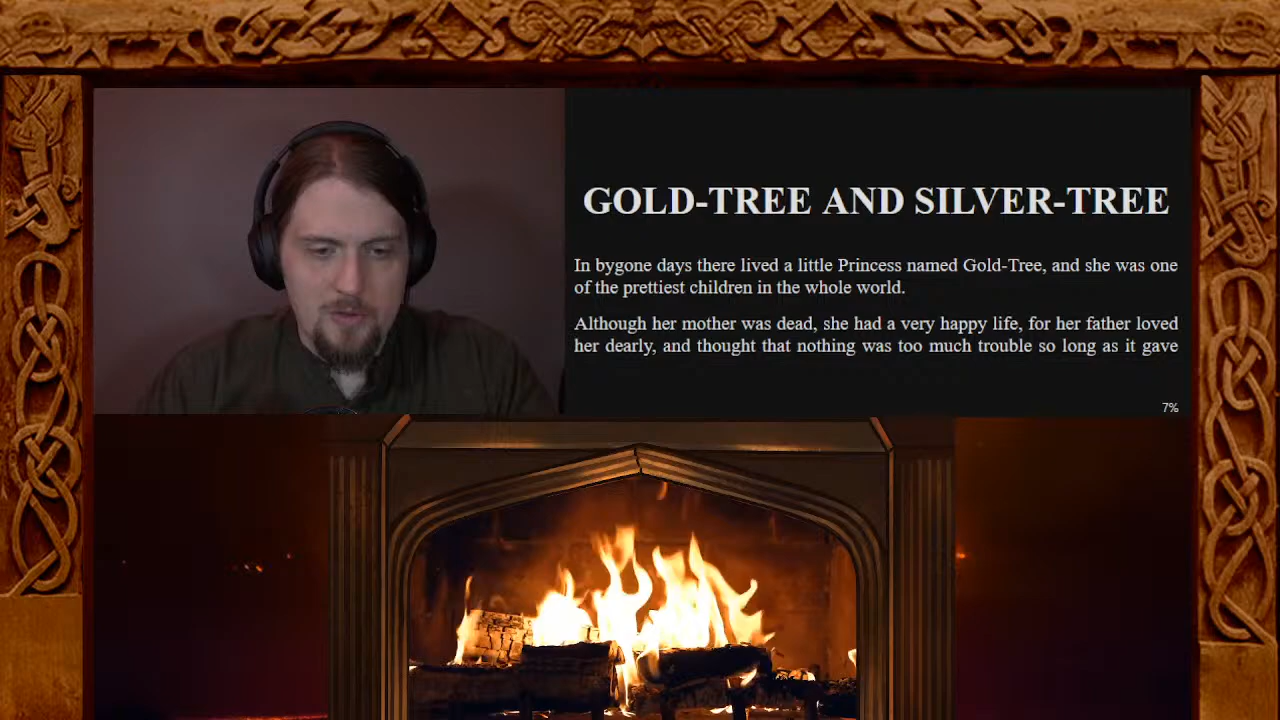 GOLD-TREE AND SILVER-TREE
In bygone days there lived a little Princess named Gold-Tree, and she was one
of the prettiest children in the whole world.
Although her mother was dead, she had a very happy life, for her father loved
her dearly, and thought that nothing was too much trouble so long as it gave
7%